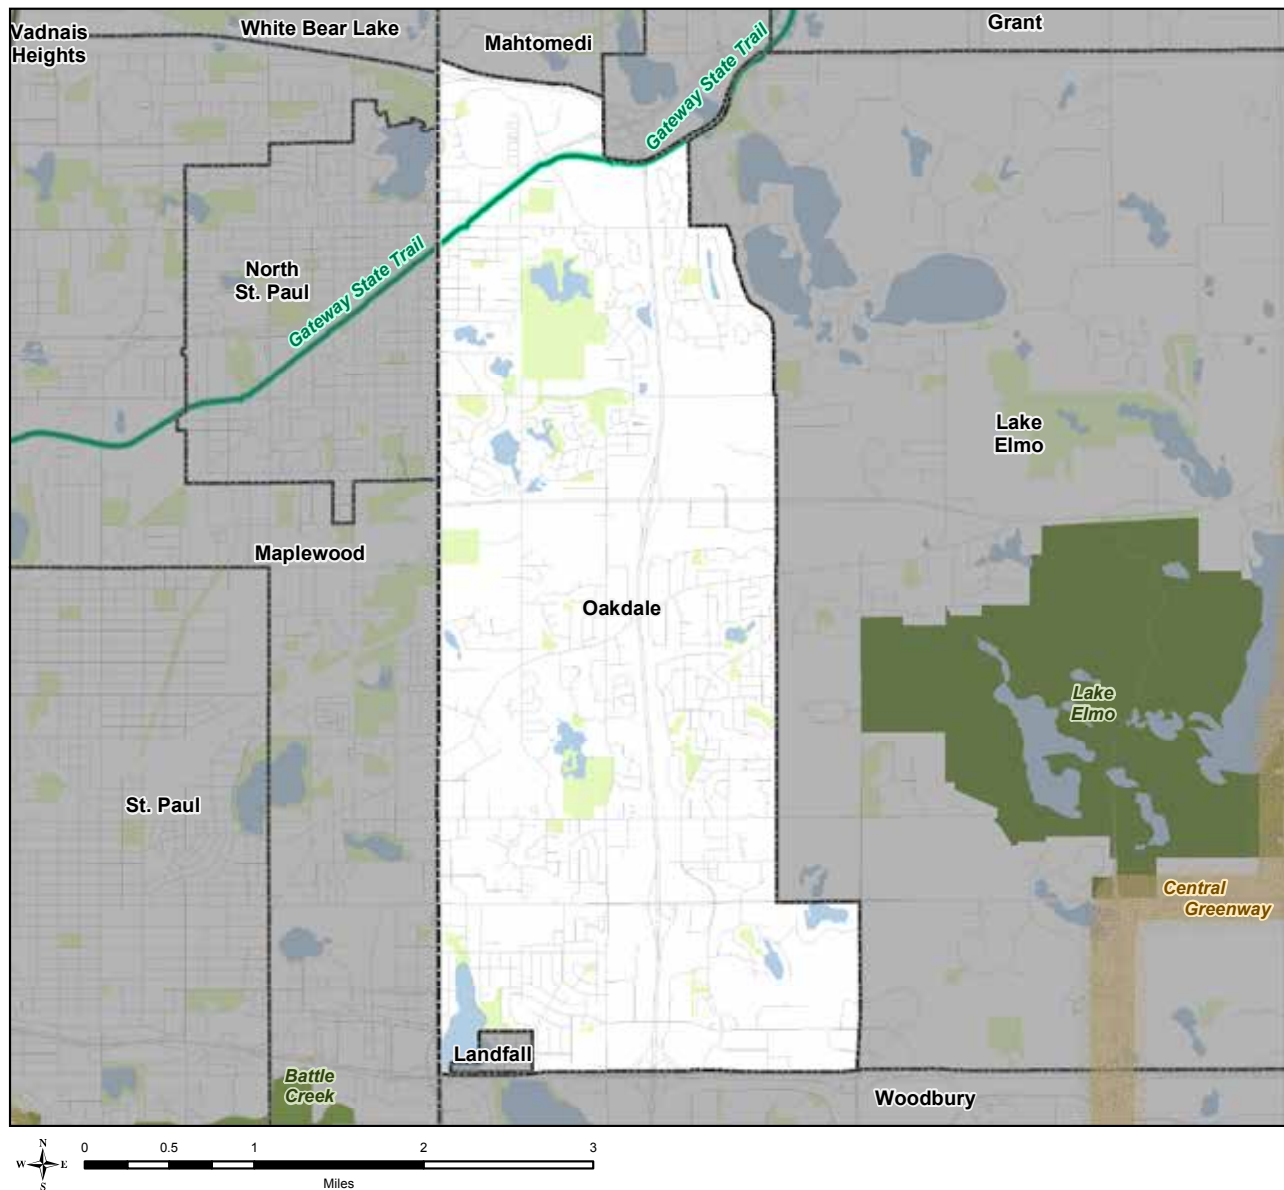 White Bear Lake
Grant
Vadnais
Heights
Mahtomedi
Gateway State Trail
North
St. Paul
Gateway State Trail
Lake
Elmo
Maplewood
Oakdale
Lake
Elmo
St. Paul
Central
Greenway
Landfall
Battle
Creek
Woodbury
N
W E
S
0 0.5 1 2 3
Miles